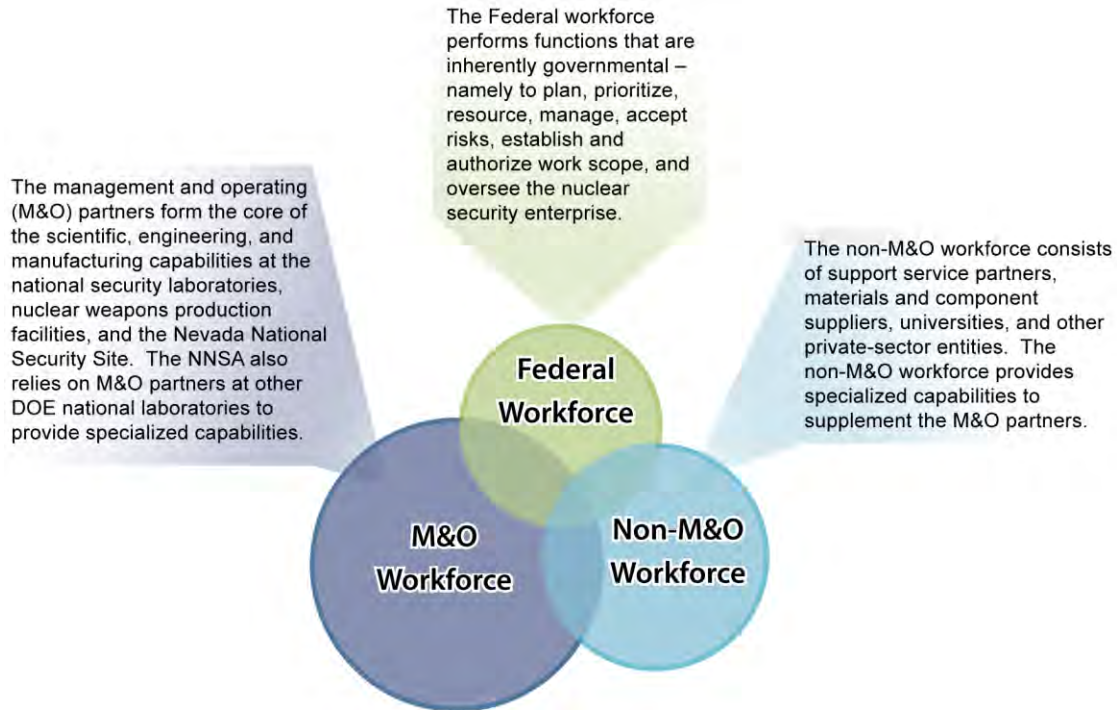 The Federal workforce
performs functions that are
inherently governmental –
namely to plan, prioritize,
resource, manage, accept
risks, establish and
authorize work scope, and
oversee the nuclear
security enterprise.
The management and operating
(M&O) partners form the core of
the scientific, engineering, and
manufacturing capabilities at the
national security laboratories,
nuclear weapons production
facilities, and the Nevada National
Security Site.  The NNSA also
relies on M&O partners at other
DOE national laboratories to
provide specialized capabilities.
The non-M&O workforce consists
of support service partners,
materials and component
suppliers, universities, and other
private-sector entities.  The
non-M&O workforce provides
specialized capabilities to
supplement the M&O partners.
Federal
Workforce
M&O
Workforce
Non-M&O
Workforce